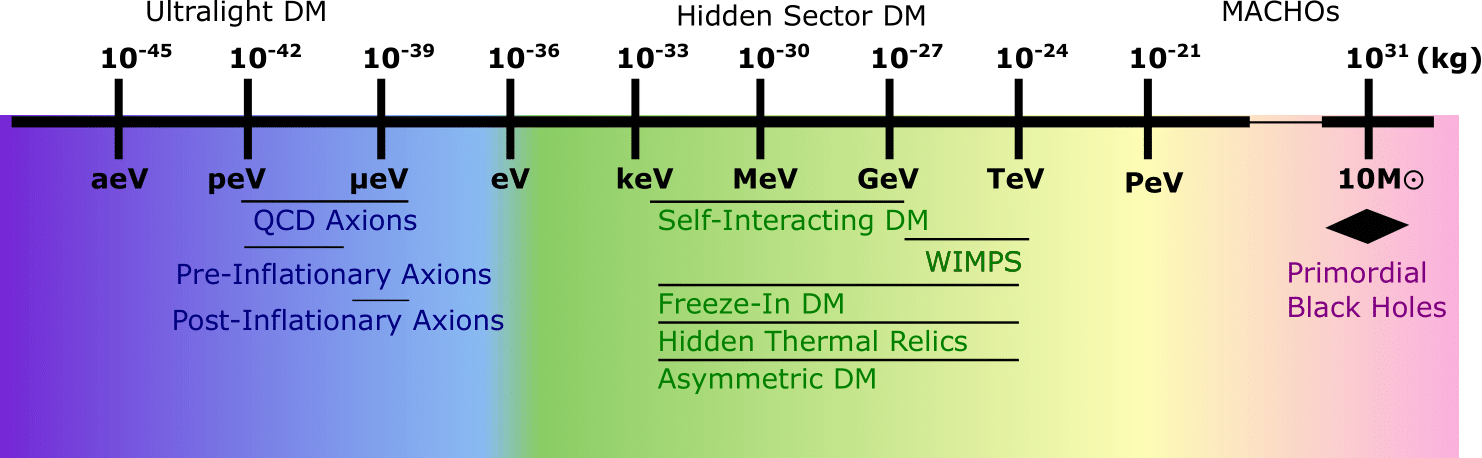 Ultralight DM
Hidden Sector DM
MACHOs
10⁻⁴⁵ 10⁻⁴² 10⁻³⁹ 10⁻³⁶ 10⁻³³ 10⁻³⁰ 10⁻²⁷ 10⁻²⁴ 10⁻²¹ 10³¹ (kg)
aeV peV µeV eV keV MeV GeV TeV PeV 10M☉
QCD Axions
Pre-Inflationary Axions
Post-Inflationary Axions
Self-Interacting DM
WIMPS
Freeze-In DM
Hidden Thermal Relics
Asymmetric DM
Primordial
Black Holes